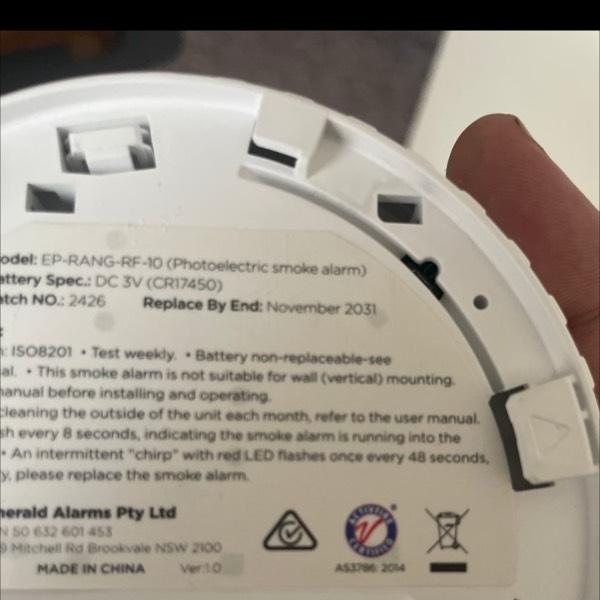 odel: EP-RANG-RF-10 (Photoelectric smoke alarm)
attery Spec.: DC 3V (CR17450)
atch NO.: 2426 Replace By End: November 2031
: ISO8201 • Test weekly. • Battery non-replaceable-see
al. • This smoke alarm is not suitable for wall (vertical) mounting.
anual before installing and operating.
cleaning the outside of the unit each month, refer to the user manual.
sh every 8 seconds, indicating the smoke alarm is running into the
• An intermittent "chirp" with red LED flashes once every 48 seconds,
y, please replace the smoke alarm.
erald Alarms Pty Ltd
N 50 632 601 453
9 Mitchell Rd Brookvale NSW 2100
MADE IN CHINA Ver:1.0
ACTIVFIRE CERTIFIED
AS3786: 2014